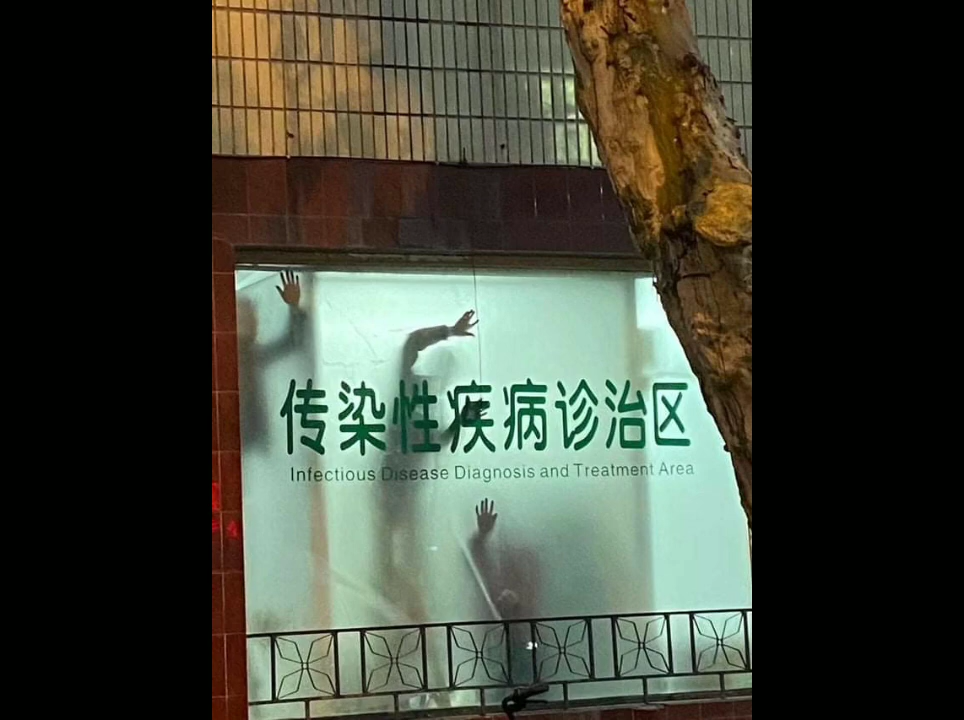 传染性疾病诊治区
Infectious Disease Diagnosis and Treatment Area